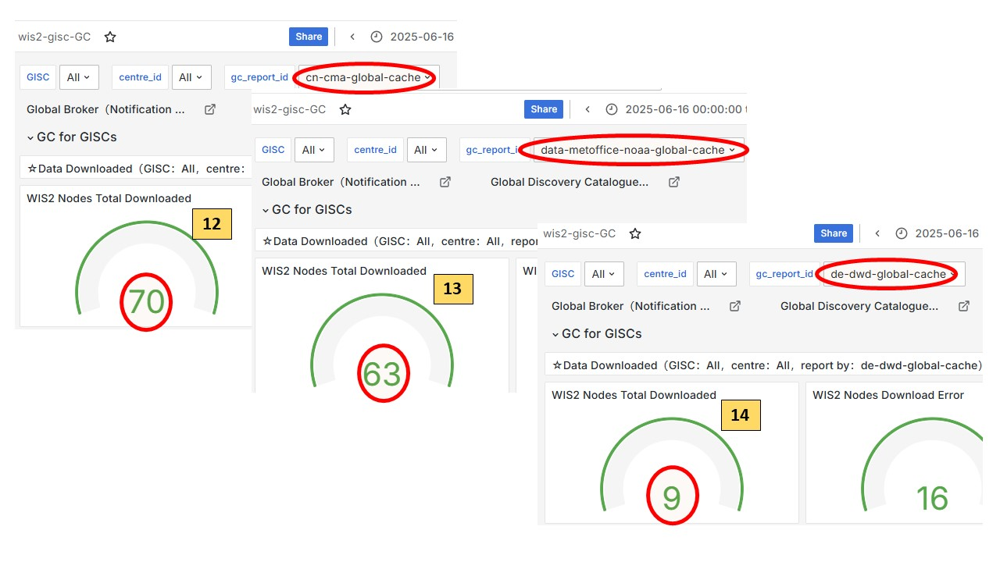 wis2-gisc-GC
Share
2025-06-16
GISC
All
centre_id
All
gc_report_id
cn-cma-global-cache
Global Broker（Notification ...
GC for GISCs
☆Data Downloaded（GISC: All, centre:
WIS2 Nodes Total Downloaded
12
70
wis2-gisc-GC
Share
2025-06-16 00:00:00
GISC
All
centre_id
All
gc_report_i
data-metoffice-noaa-global-cache
Global Broker（Notification ...
Global Discovery Catalogue...
GC for GISCs
☆Data Downloaded（GISC: All, centre: All, repor
WIS2 Nodes Total Downloaded
WI
13
63
wis2-gisc-GC
Share
2025-06-16
GISC
All
centre_id
All
gc_report_id
de-dwd-global-cache
Global Broker（Notification ...
Global Discovery Catalogue...
GC for GISCs
☆Data Downloaded（GISC: All, centre: All, report by: de-dwd-global-cache)
WIS2 Nodes Total Downloaded
WIS2 Nodes Download Error
14
9
16